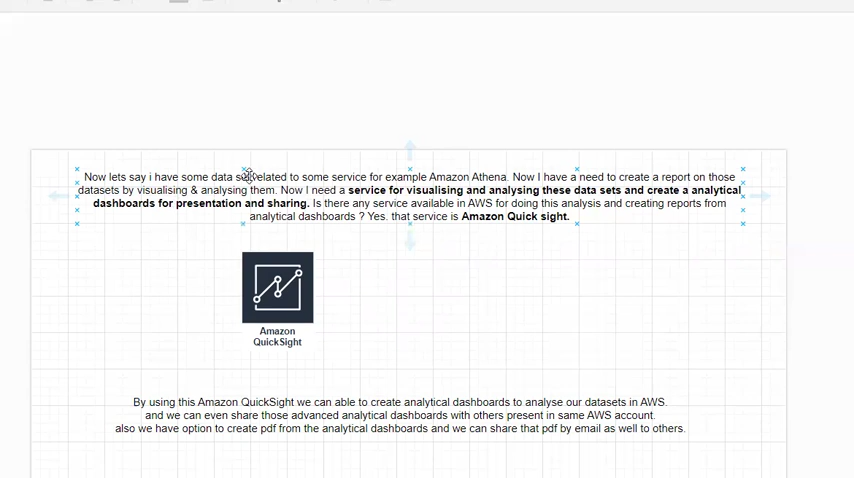 Now lets say i have some data set related to some service for example Amazon Athena. Now I have a need to create a report on those
datasets by visualising & analysing them. Now I need a service for visualising and analysing these data sets and create a analytical
dashboards for presentation and sharing. Is there any service available in AWS for doing this analysis and creating reports from
analytical dashboards ? Yes. that service is Amazon Quick sight.
Amazon
QuickSight
By using this Amazon QuickSight we can able to create analytical dashboards to analyse our datasets in AWS.
and we can even share those advanced analytical dashboards with others present in same AWS account.
also we have option to create pdf from the analytical dashboards and we can share that pdf by email as well to others.